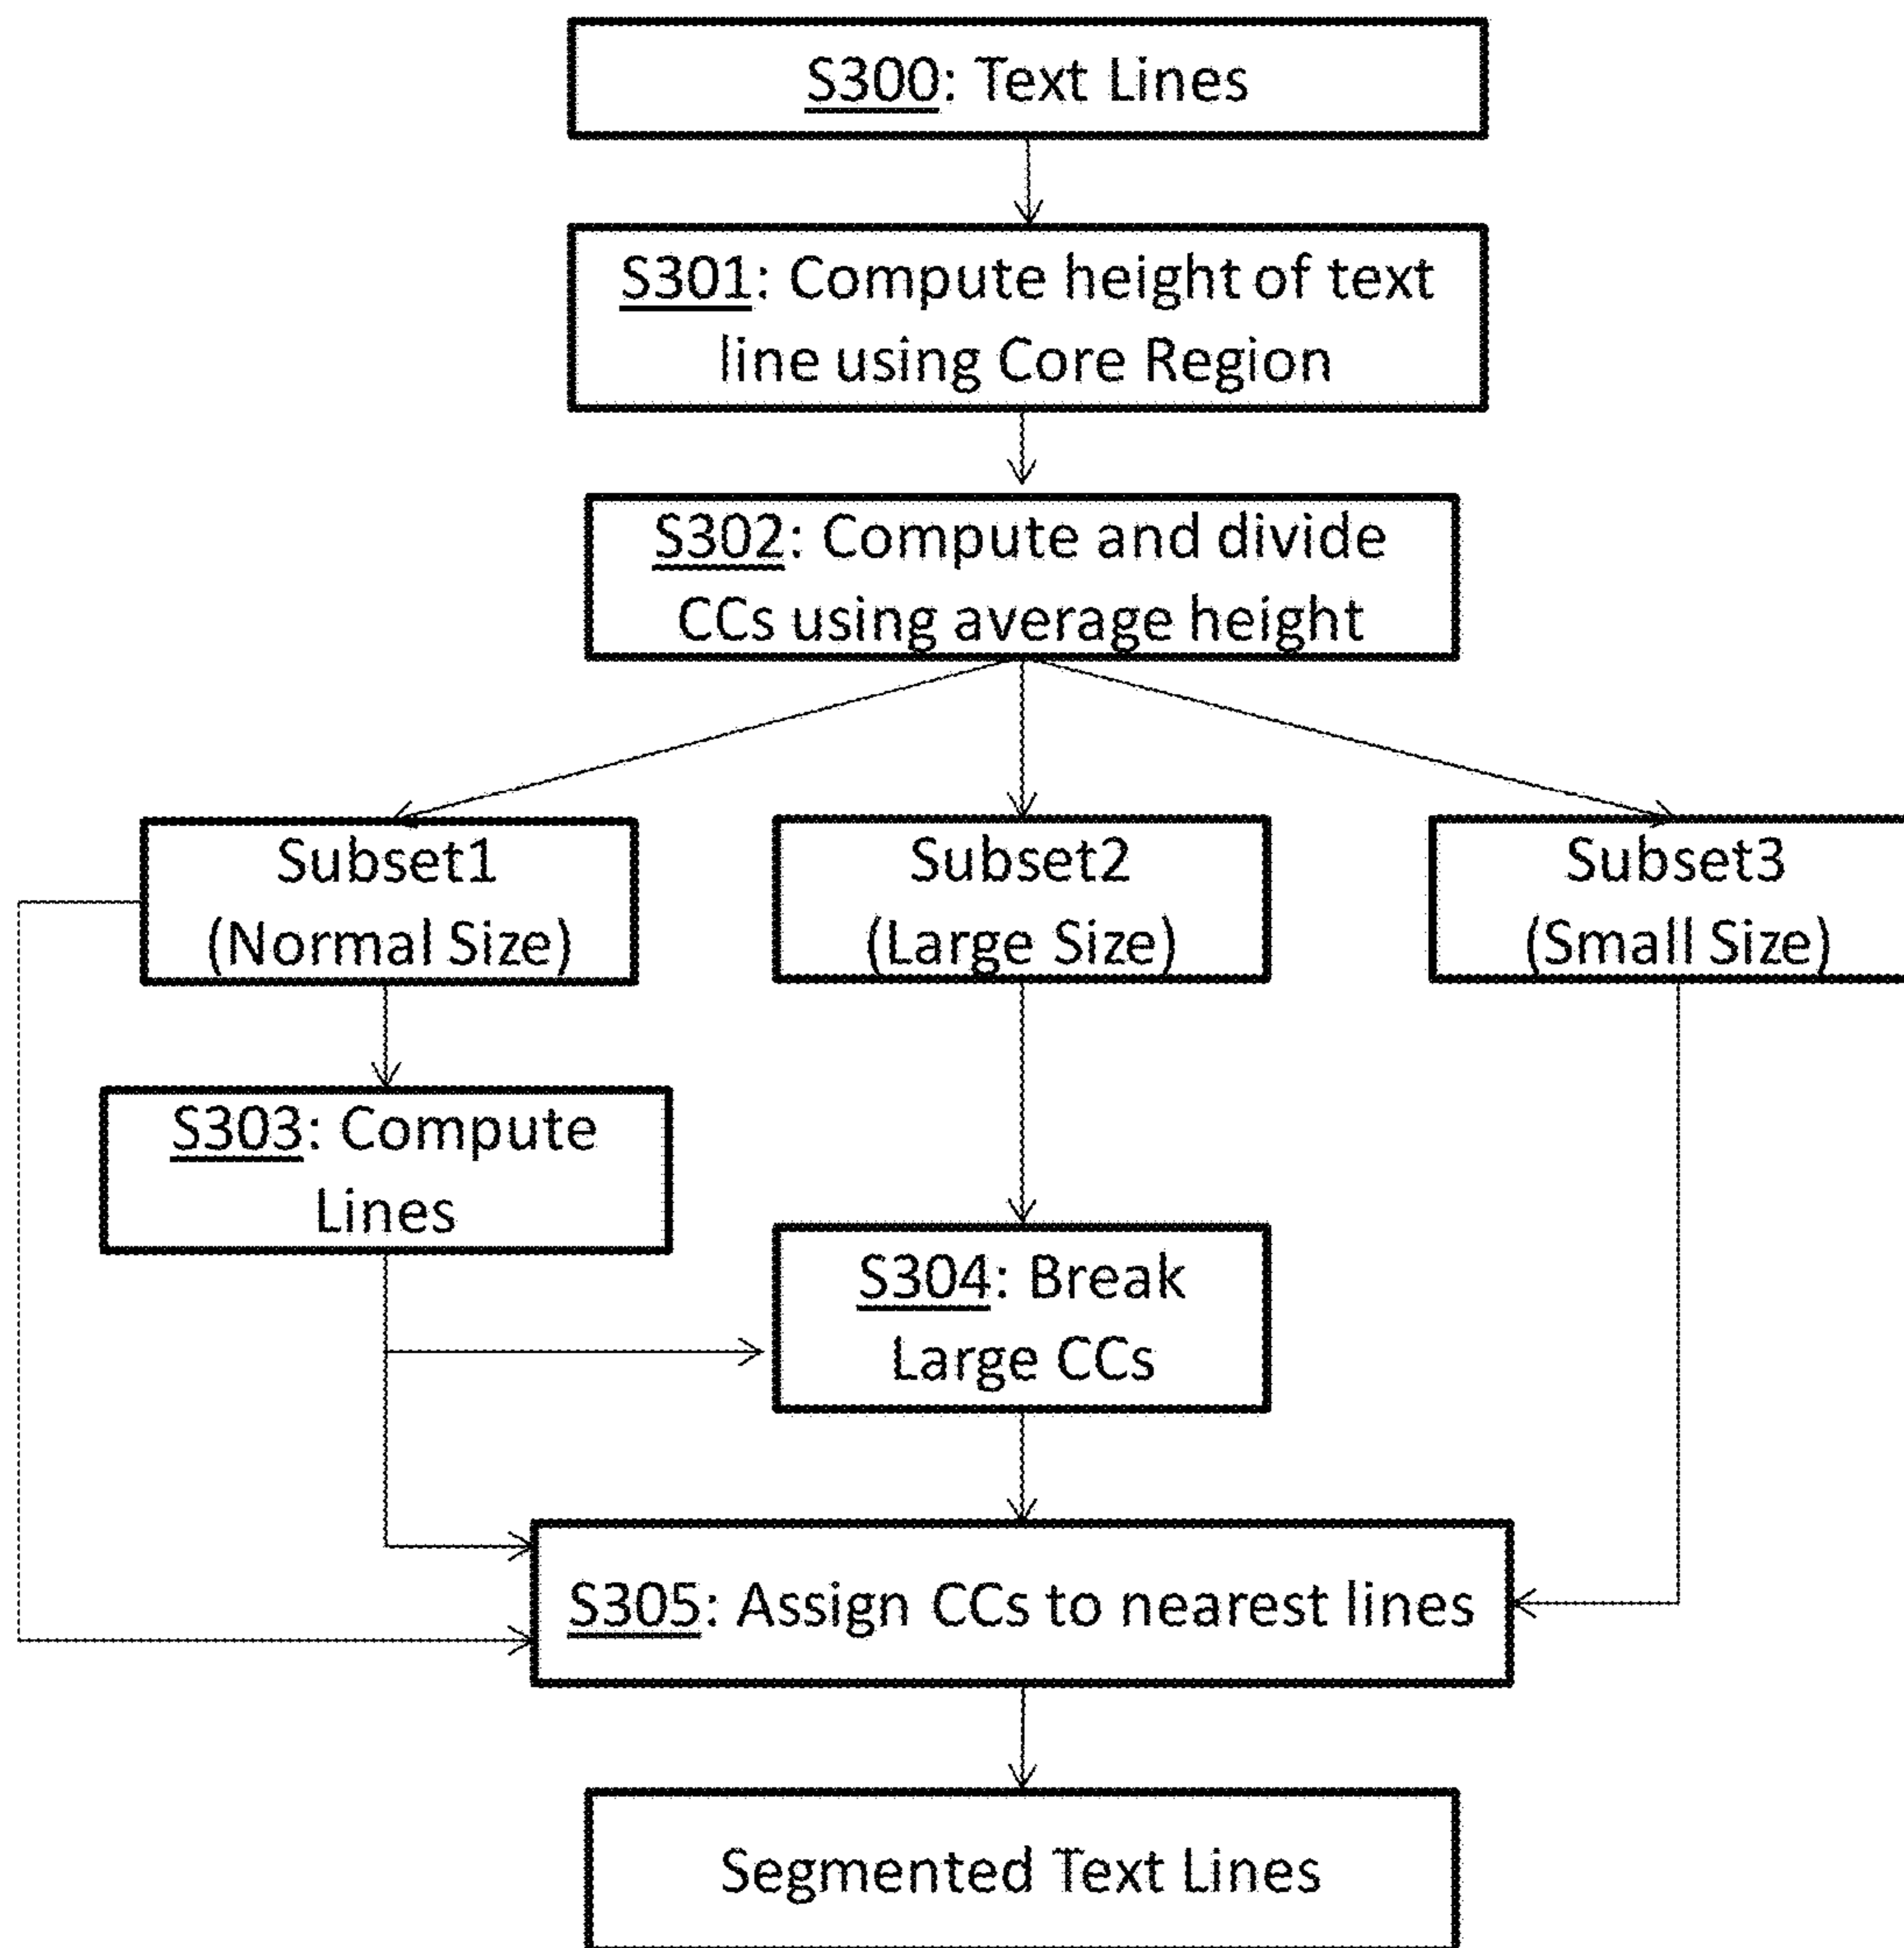 S300: Text Lines
S301: Compute height of text
line using Core Region
S302: Compute and divide
CCs using average height
Subset1
(Normal Size)
Subset2
(Large Size)
Subset3
(Small Size)
S303: Compute
Lines
S304: Break
Large CCs
S305: Assign CCs to nearest lines
Segmented Text Lines